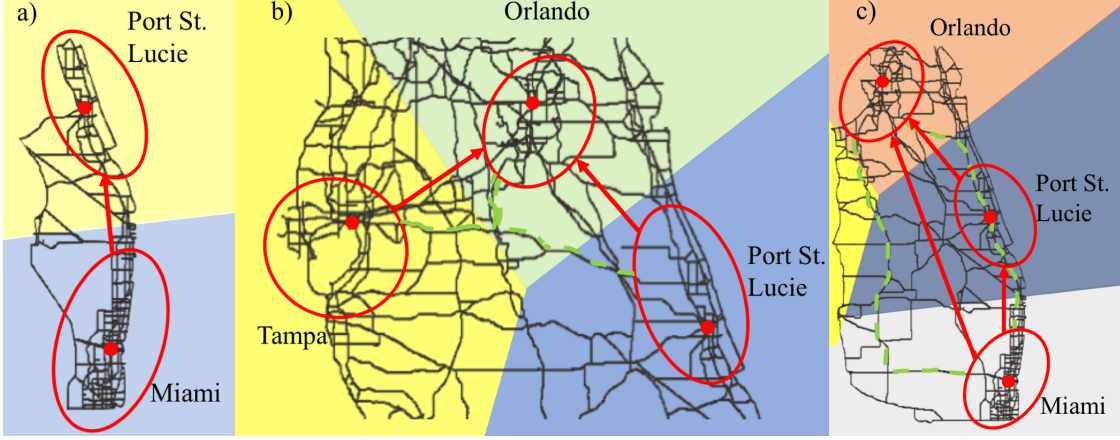 a)
Port St.
Lucie
Miami
b)
Orlando
Tampa
Port St.
Lucie
c)
Orlando
Port St.
Lucie
Miami